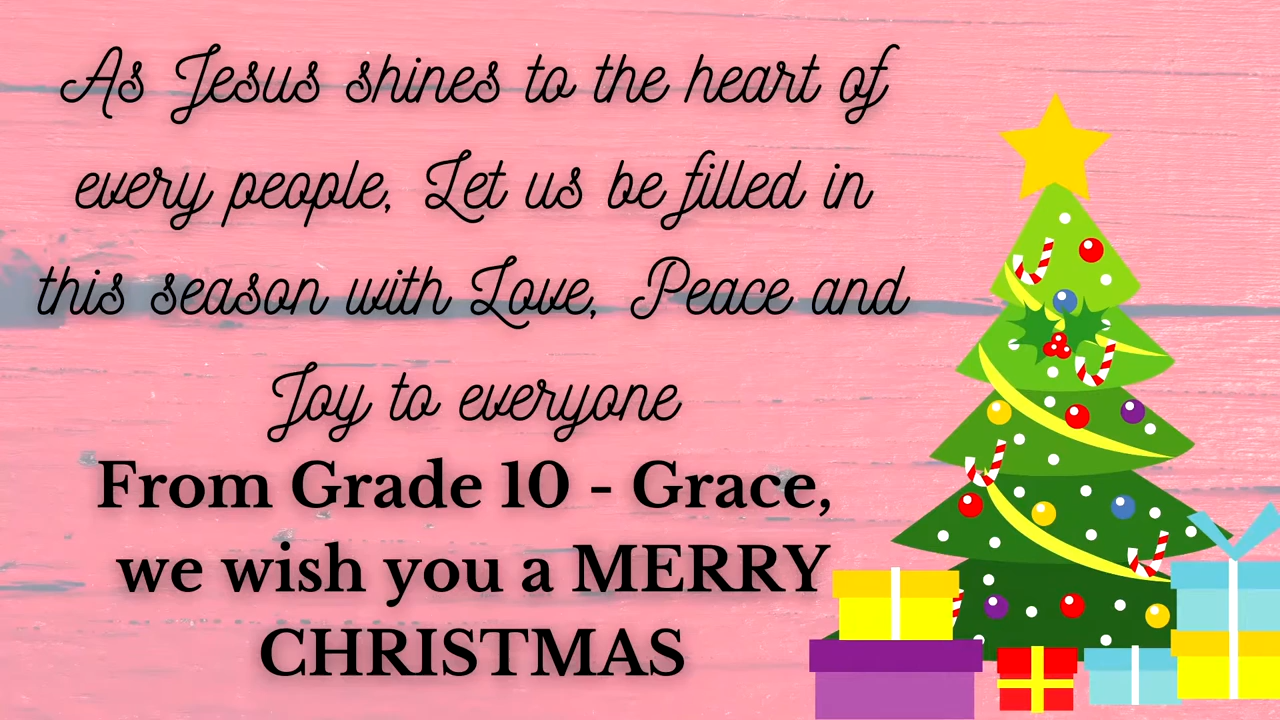 As Jesus shines to the heart of
every people, Let us be filled in
this season with Love, Peace and
Joy to everyone
From Grade 10 - Grace,
we wish you a MERRY
CHRISTMAS